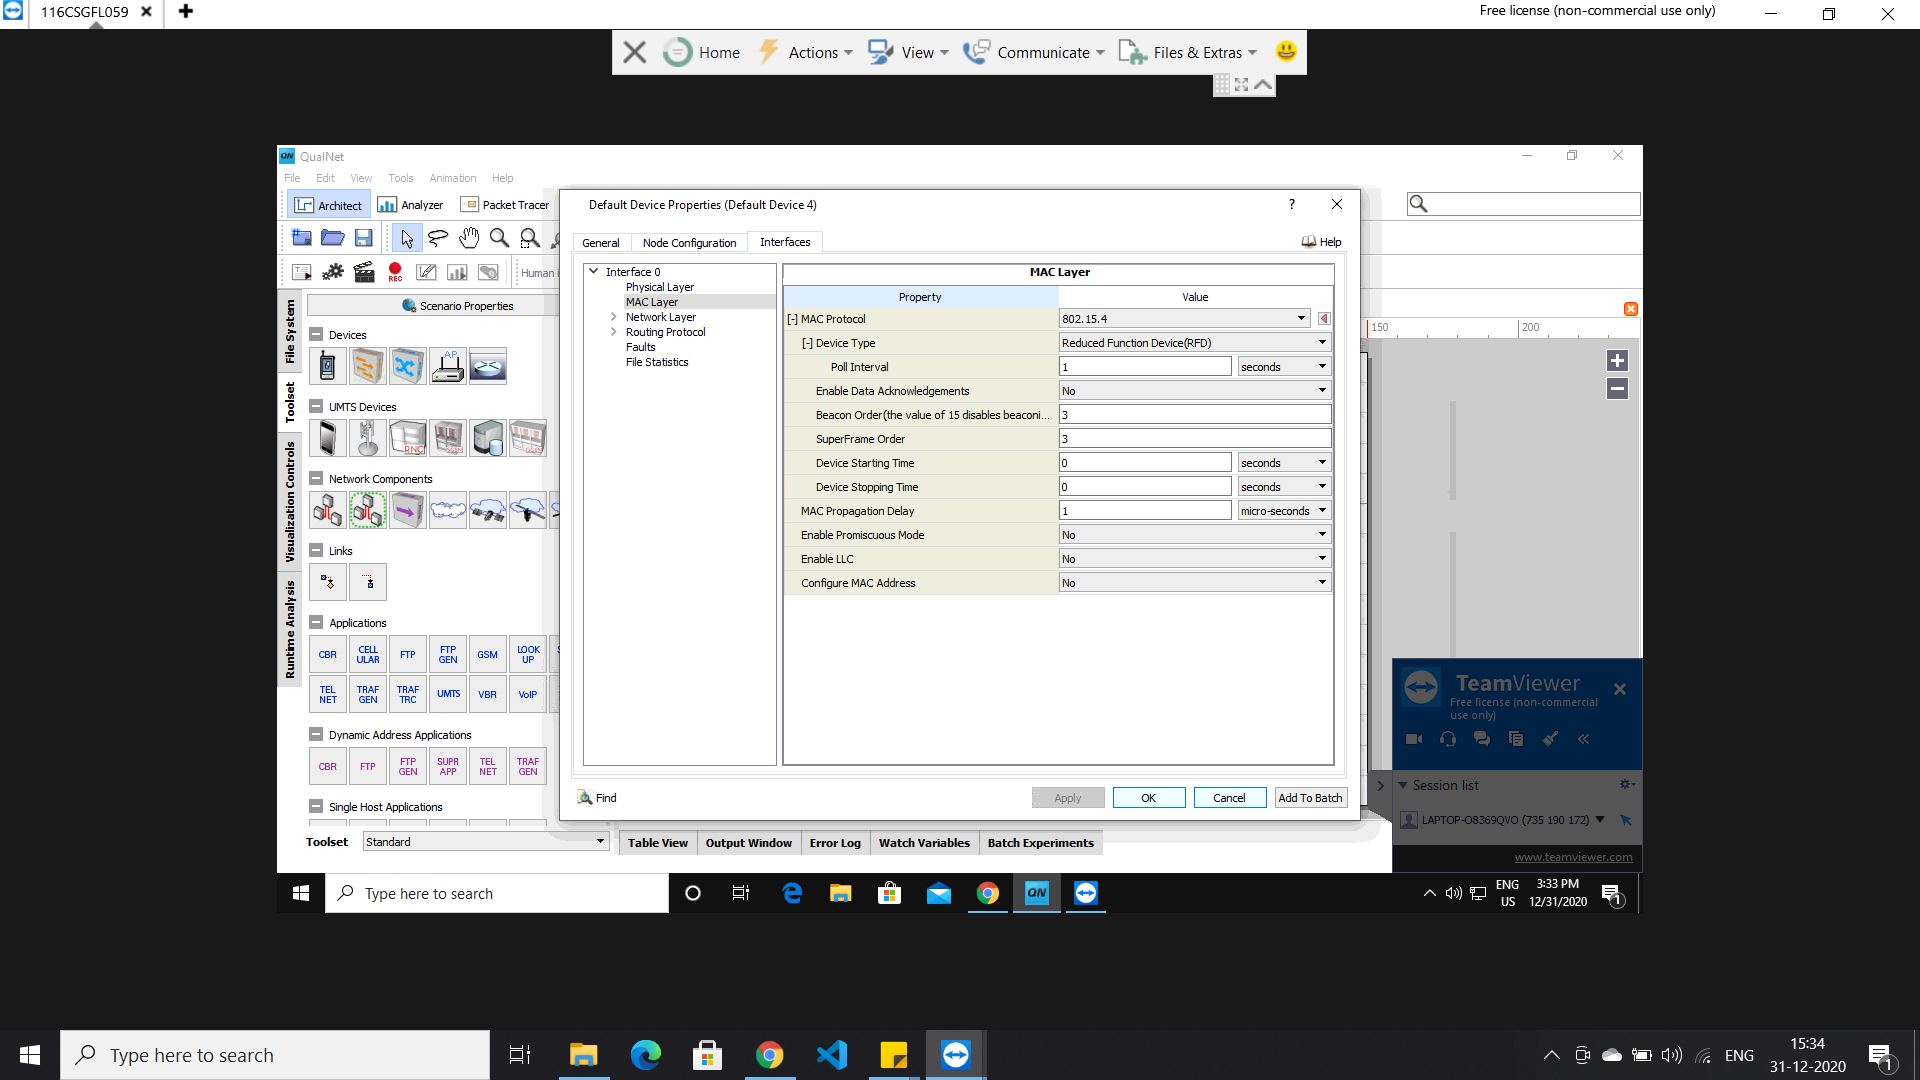 116CSGFL059
Free license (non-commercial use only)
Home
Actions
View
Communicate
Files & Extras
QN QualNet
File Edit View Tools Animation Help
Architect Analyzer Packet Tracer
Default Device Properties (Default Device 4)
General Node Configuration Interfaces
Help
REC
Human i
Scenario Properties
File System
Toolset
Visualization Controls
Runtime Analysis
Devices
AP
UMTS Devices
RNC
Network Components
Links
Applications
CBR CELLULAR FTP FTP GEN GSM LOOK UP
TELNET TRAF GEN TRAF TRC UMTS VBR VoIP
Dynamic Address Applications
CBR FTP FTP GEN SUPR APP TELNET TRAF GEN
Single Host Applications
Toolset Standard
Interface 0
Physical Layer
MAC Layer
Network Layer
Routing Protocol
Faults
File Statistics
MAC Layer
Property Value
[-] MAC Protocol 802.15.4
[-] Device Type Reduced Function Device(RFD)
Poll Interval 1 seconds
Enable Data Acknowledgements No
Beacon Order(the value of 15 disables beaconi... 3
SuperFrame Order 3
Device Starting Time 0 seconds
Device Stopping Time 0 seconds
MAC Propagation Delay 1 micro-seconds
Enable Promiscuous Mode No
Enable LLC No
Configure MAC Address No
Find
Apply OK Cancel Add To Batch
150 200
Table View Output Window Error Log Watch Variables Batch Experiments
TeamViewer
Free license (non-commercial
use only)
Session list
LAPTOP-O8369QVO (735 190 172)
www.teamviewer.com
Type here to search
QN
ENG
US
3:33 PM
12/31/2020
1
Type here to search
ENG
15:34
31-12-2020
1